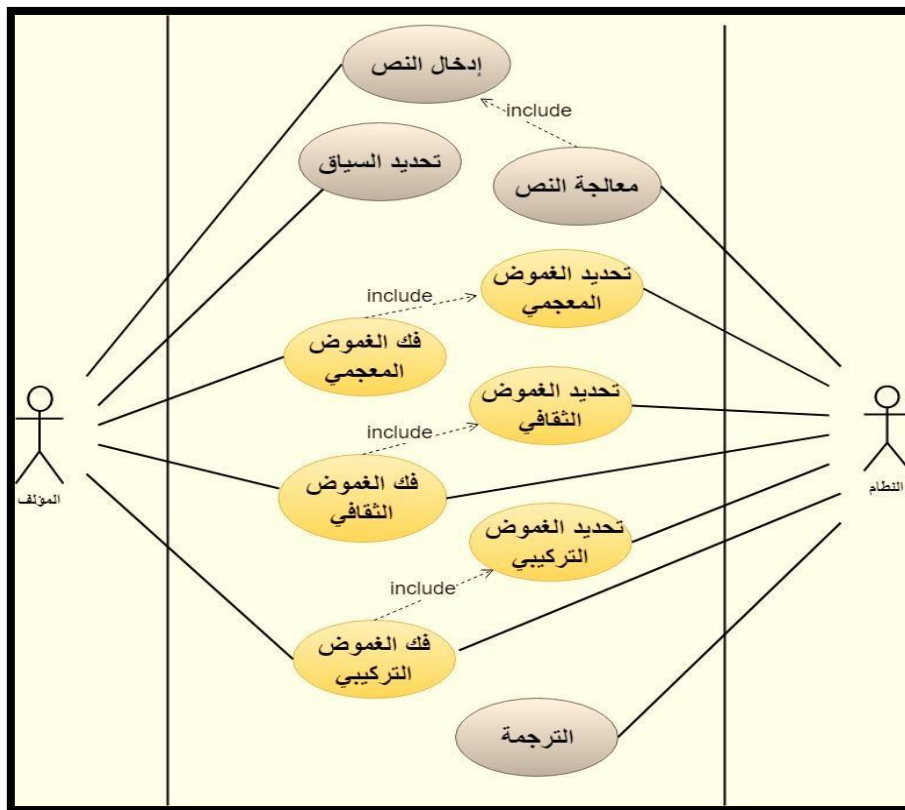 إدخال النص
include
تحديد السياق
معالجة النص
تحديد الغموض
المعجمي
include
فك الغموض
المعجمي
تحديد الغموض
الثقافي
include
فك الغموض
الثقافي
المؤلف
النظام
تحديد الغموض
التركيبي
include
فك الغموض
التركيبي
الترجمة